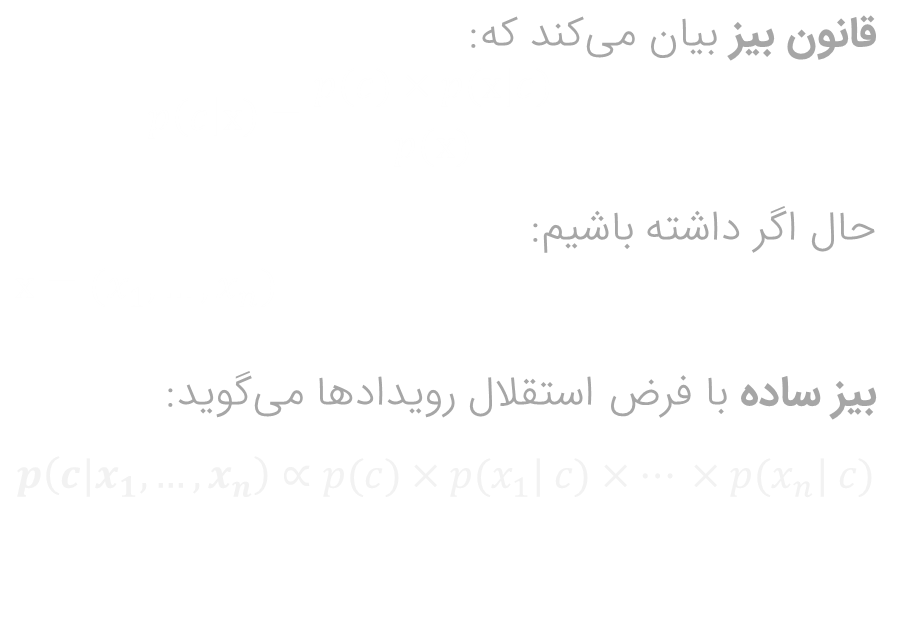 قانون بیز بیان می‌کند که:
حال اگر داشته باشیم:
بیز ساده با فرض استقلال رویدادها می‌گوید:
p(c|x₁, … , xₙ) ∝ p(c) × p(x₁| c) × ⋯ × p(xₙ| c)